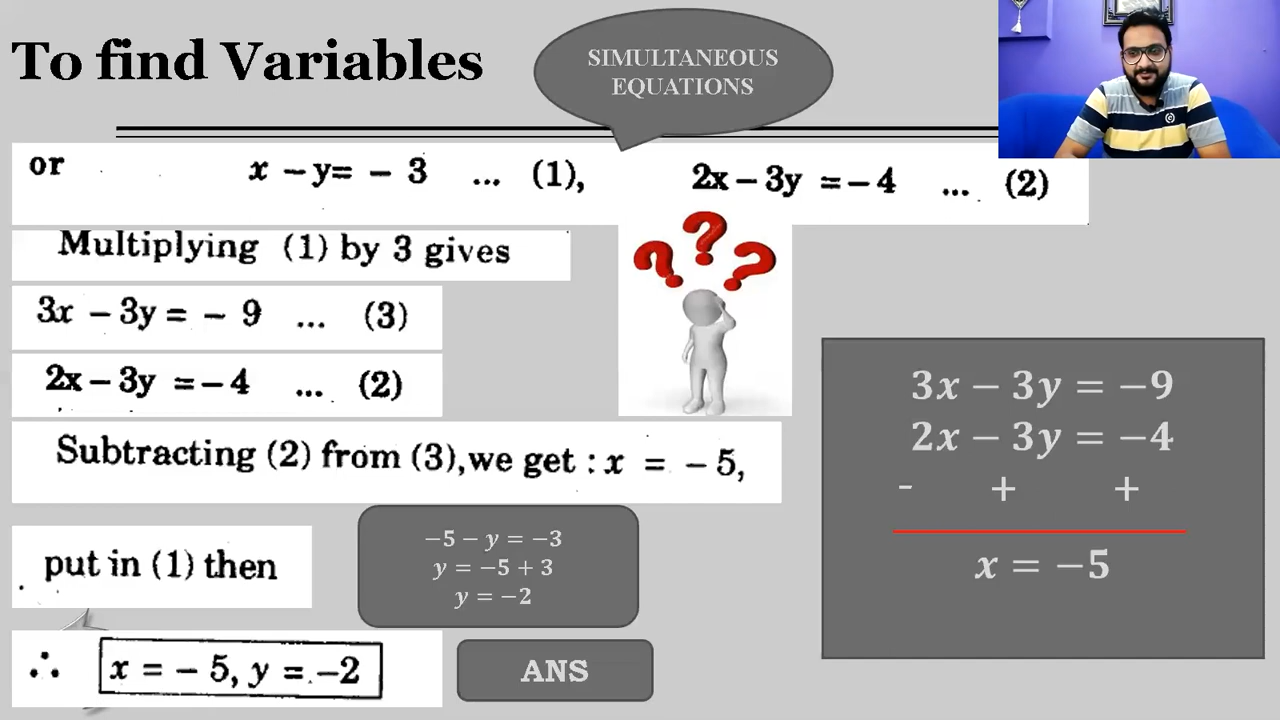 To find Variables
SIMULTANEOUS
EQUATIONS
or x – y= – 3 ... (1), 2x – 3y = – 4 ... (2)
Multiplying (1) by 3 gives
3x – 3y = – 9 ... (3)
2x – 3y = – 4 ... (2)
Subtracting (2) from (3),we get : x = – 5,
put in (1) then
−5 − y = −3
y = −5 + 3
y = −2
∴ x = – 5, y = –2
ANS
3x − 3y = −9
2x − 3y = −4
- + +
x = −5